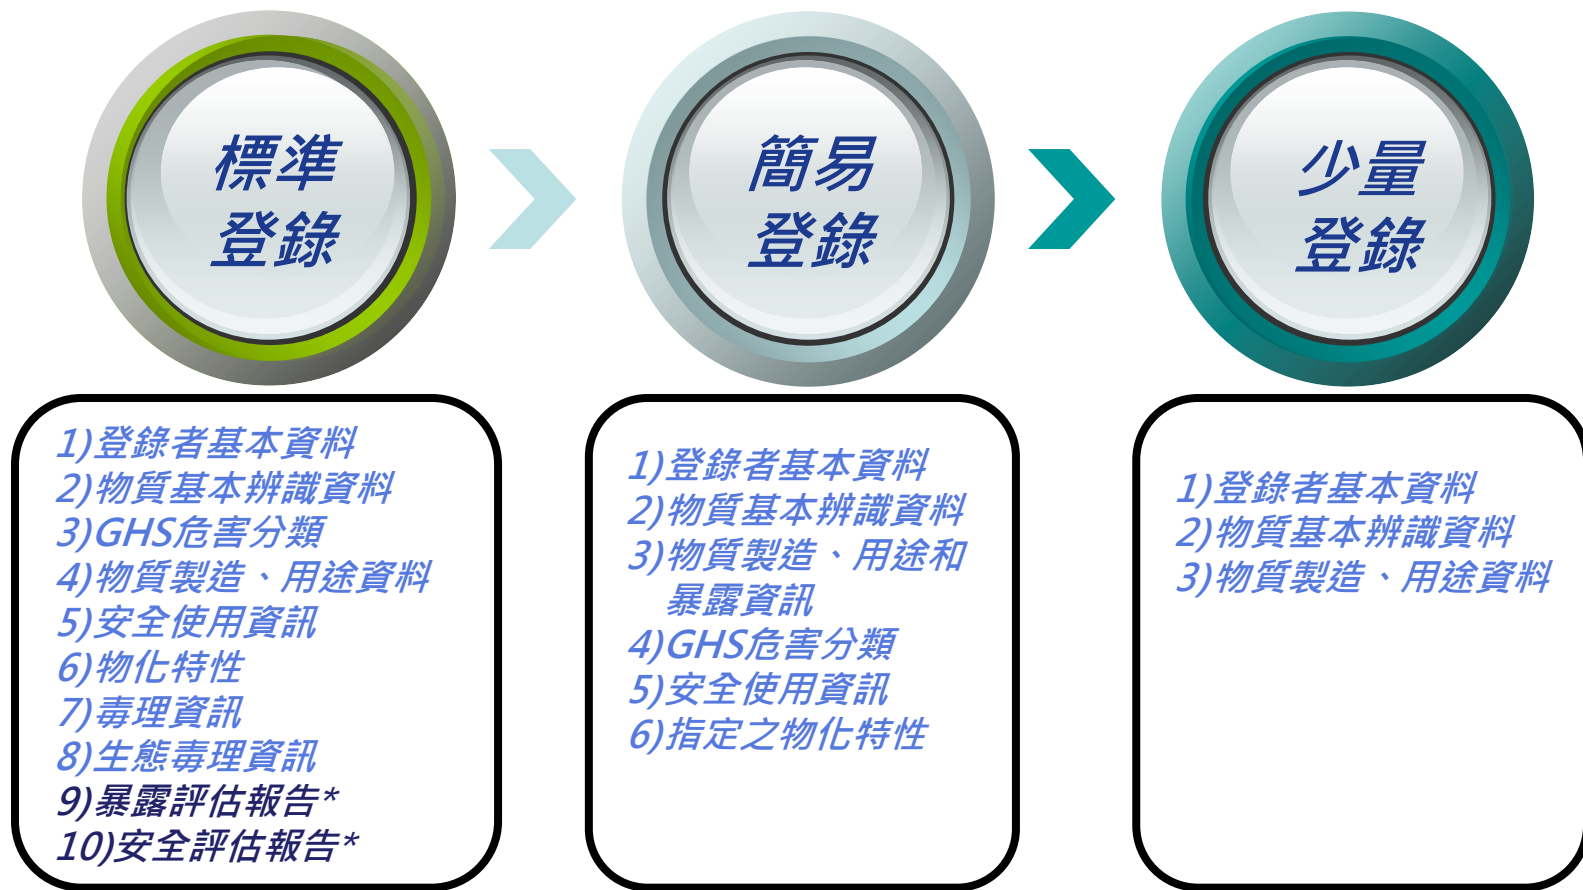 標準
登錄
簡易
登錄
少量
登錄
1)登錄者基本資料
2)物質基本辨識資料
3)GHS危害分類
4)物質製造、用途資料
5)安全使用資訊
6)物化特性
7)毒理資訊
8)生態毒理資訊
9)暴露評估報告*
10)安全評估報告*
1)登錄者基本資料
2)物質基本辨識資料
3)物質製造、用途和
暴露資訊
4)GHS危害分類
5)安全使用資訊
6)指定之物化特性
1)登錄者基本資料
2)物質基本辨識資料
3)物質製造、用途資料